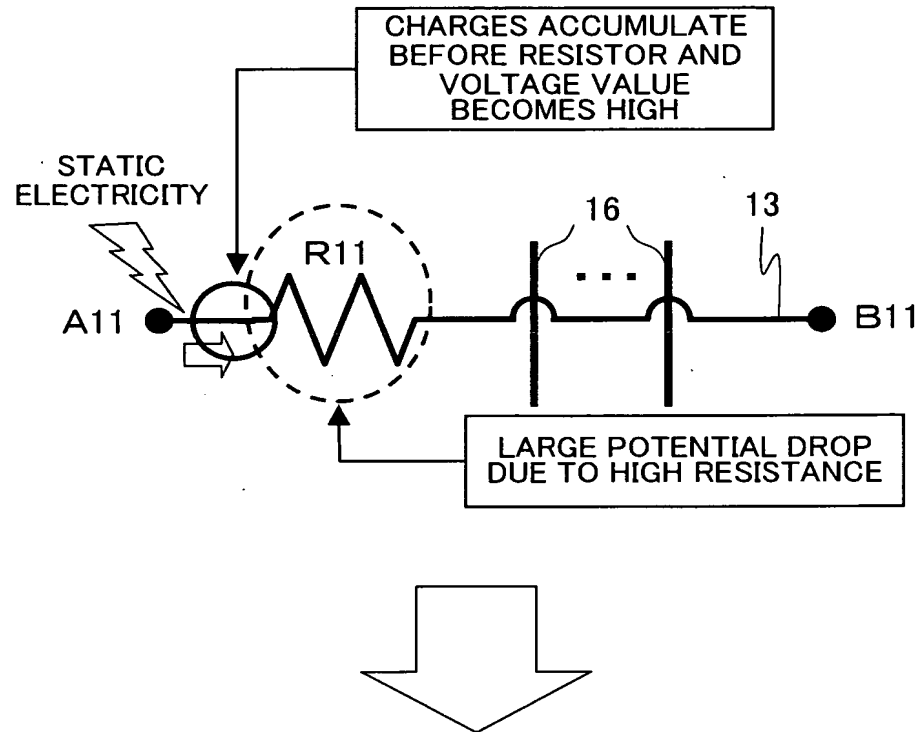 CHARGES ACCUMULATE
BEFORE RESISTOR AND
VOLTAGE VALUE
BECOMES HIGH
STATIC
ELECTRICITY
R11
16
13
A11
B11
LARGE POTENTIAL DROP
DUE TO HIGH RESISTANCE